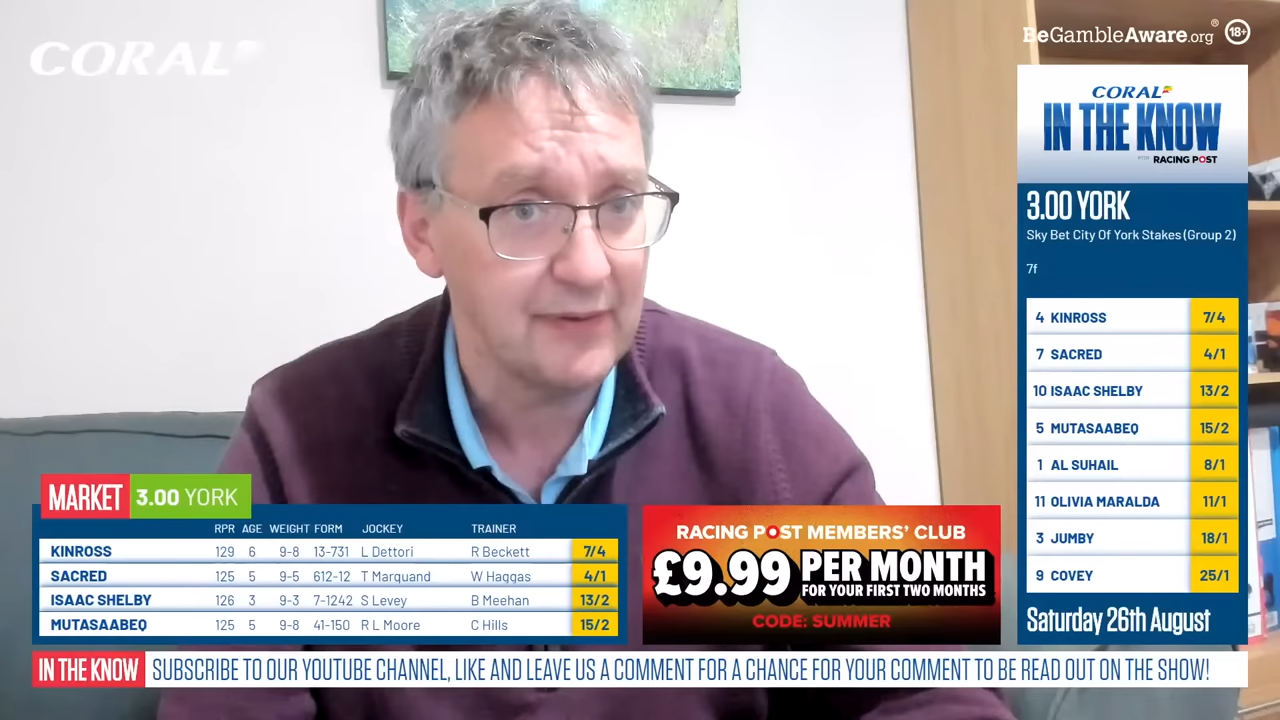 CORAL
BeGambleAware.org® 18+
CORAL
IN THE KNOW
WITH RACING POST
3.00 YORK
Sky Bet City Of York Stakes (Group 2)
7f
4 KINROSS 7/4
7 SACRED 4/1
10 ISAAC SHELBY 13/2
5 MUTASAABEQ 15/2
1 AL SUHAIL 8/1
11 OLIVIA MARALDA 11/1
3 JUMBY 18/1
9 COVEY 25/1
Saturday 26th August
MARKET 3.00 YORK
RPR AGE WEIGHT FORM JOCKEY TRAINER
KINROSS 129 6 9-8 13-731 L Dettori R Beckett 7/4
SACRED 125 5 9-5 612-12 T Marquand W Haggas 4/1
ISAAC SHELBY 126 3 9-3 7-1242 S Levey B Meehan 13/2
MUTASAABEQ 125 5 9-8 41-150 R L Moore C Hills 15/2
RACING POST MEMBERS' CLUB
£9.99 PER MONTH
FOR YOUR FIRST TWO MONTHS
CODE: SUMMER
IN THE KNOW SUBSCRIBE TO OUR YOUTUBE CHANNEL, LIKE AND LEAVE US A COMMENT FOR A CHANCE FOR YOUR COMMENT TO BE READ OUT ON THE SHOW!